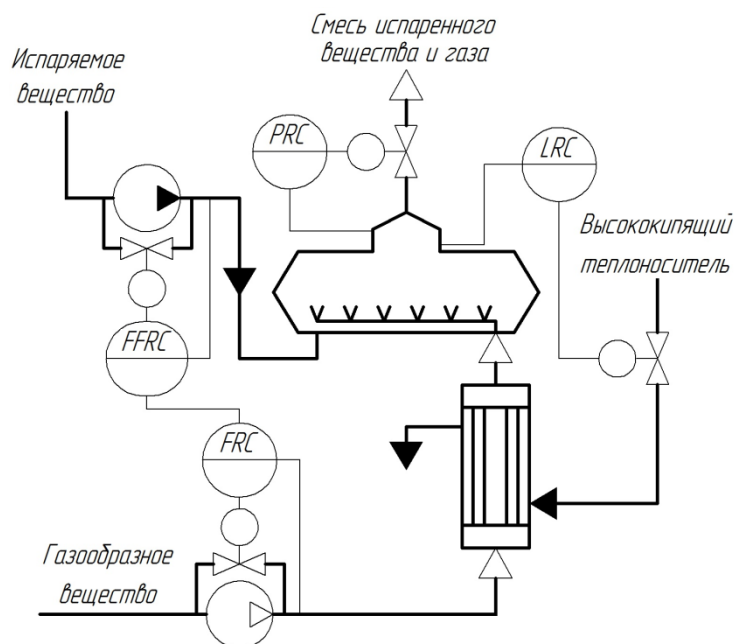 Смесь испаренного
вещества и газа
Испаряемое
вещество
PRC
LRC
Высококипящий
теплоноситель
FFRC
FRC
Газообразное
вещество